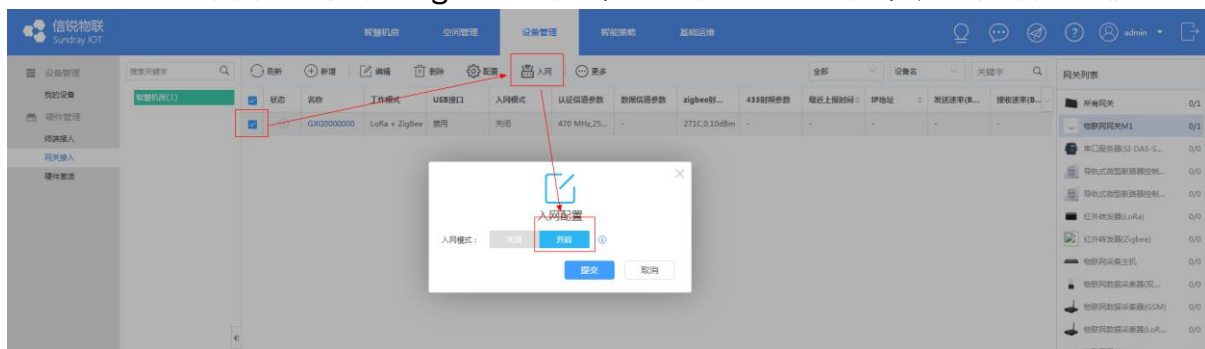 信锐物联
Sundray IOT
智慧机房 空间管理 设备管理 智能策略 基础运维
admin
设备管理
我的设备
硬件管理
终端接入
网关接入
硬件激活
搜索关键字
智慧机房(1)
刷新 新增 编辑 删除 配置 入网 更多
全部 设备名 关键字
状态 名称 工作模式 USB接口 入网模式 认证信道参数 数据信道参数 zigbee射... 433射频参数 最近上报时间 IP地址 发送速率(B... 接收速率(B...
GXG0000000 LoRa + ZigBee 禁用 关闭 470 MHz,25... - 271C,0,10dBm - - - - -
入网配置
入网模式： 关闭 开启
提交 取消
网关列表
所有网关 0/1
物联网网关M1 0/1
串口服务器(SI-DAS-S... 0/0
导轨式微型断路器控制... 0/0
导轨式微型断路器控制... 0/0
红外转发器(LoRa) 0/0
红外转发器(Zigbee) 0/0
物联网采集主机 0/0
物联网数据采集器(双... 0/0
物联网数据采集器(GSM) 0/0
物联网数据采集器(LoR... 0/0